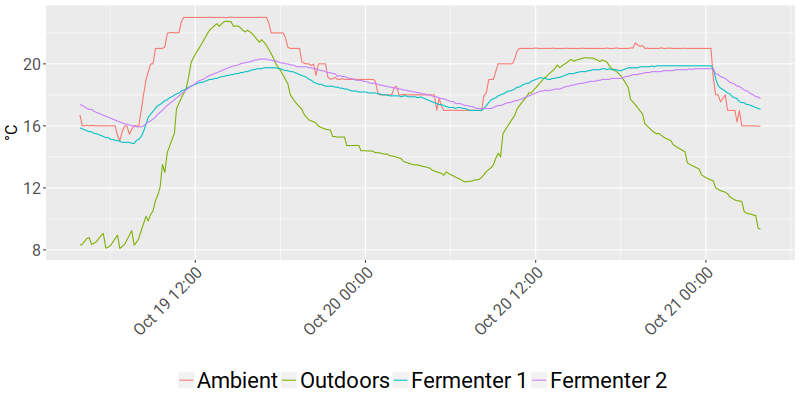 °C
20
16
12
8
Oct 19 12:00
Oct 20 00:00
Oct 20 12:00
Oct 21 00:00
Ambient Outdoors Fermenter 1 Fermenter 2